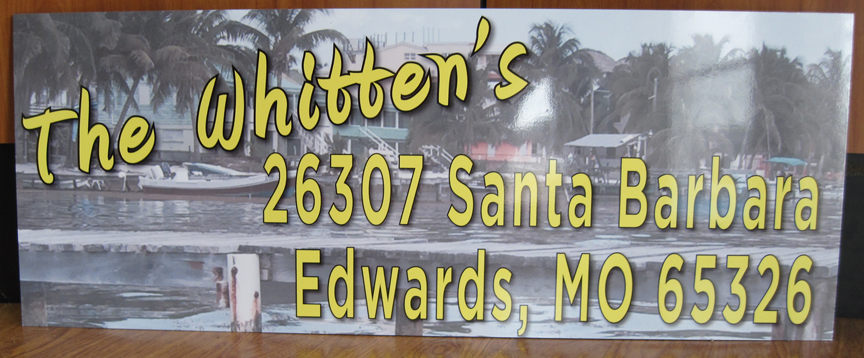 The Whitten's
26307 Santa Barbara
Edwards, MO 65326